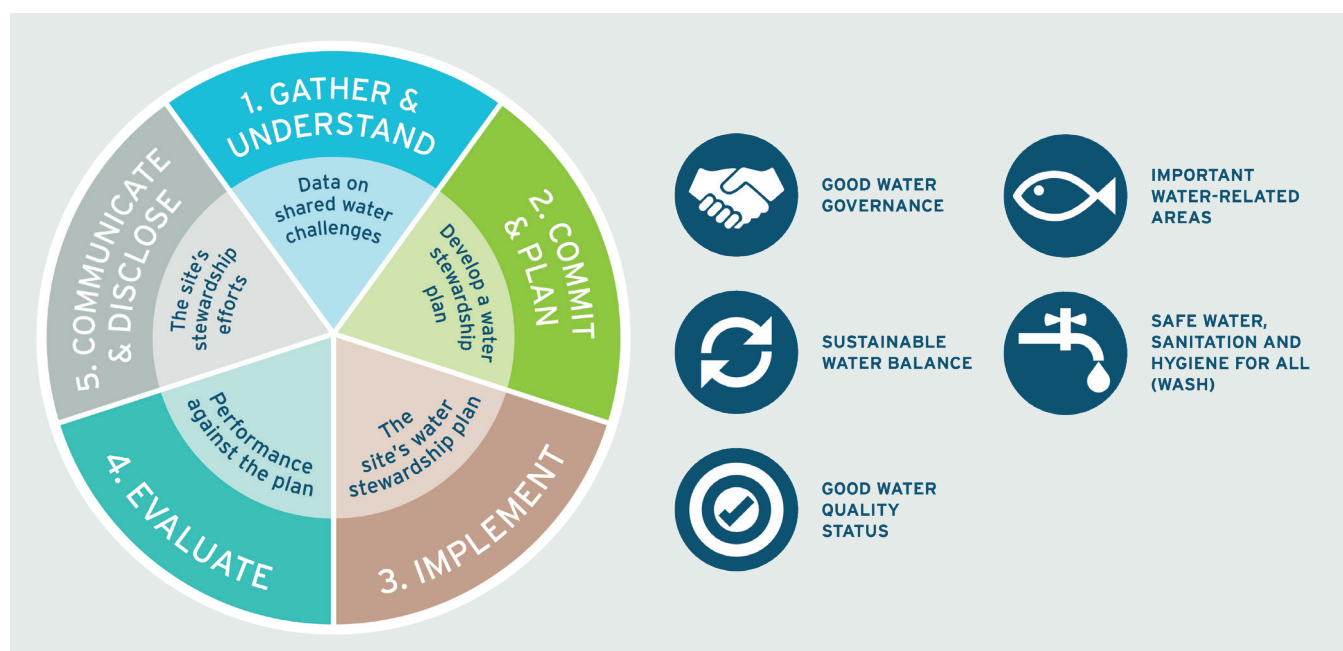 1. GATHER &
UNDERSTAND
Data on
shared water
challenges
2. COMMIT
& PLAN
Develop a water
stewardship
plan
3. IMPLEMENT
The
site's water
stewardship plan
4. EVALUATE
Performance
against the plan
5. COMMUNICATE
& DISCLOSE
The site's
stewardship
efforts
GOOD WATER
GOVERNANCE
IMPORTANT
WATER-RELATED
AREAS
SUSTAINABLE
WATER BALANCE
SAFE WATER,
SANITATION AND
HYGIENE FOR ALL
(WASH)
GOOD WATER
QUALITY
STATUS